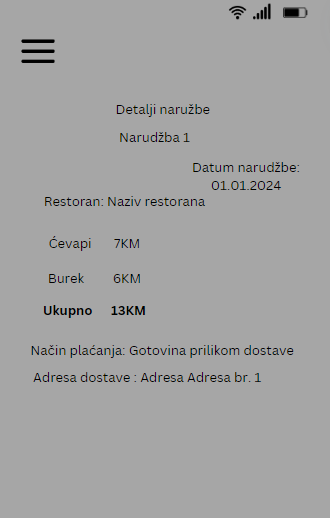 Detalji naružbe
Narudžba 1
Datum narudžbe:
01.01.2024
Restoran: Naziv restorana
Ćevapi 7KM
Burek 6KM
Ukupno 13KM
Način plaćanja: Gotovina prilikom dostave
Adresa dostave : Adresa Adresa br. 1